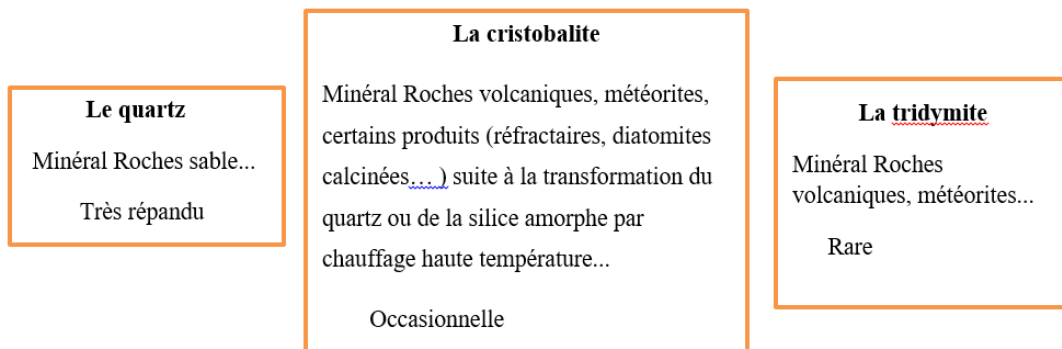 Le quartz
Minéral Roches sable...
Très répandu
La cristobalite
Minéral Roches volcaniques, météorites,
certains produits (réfractaires, diatomites
calcinées… ) suite à la transformation du
quartz ou de la silice amorphe par
chauffage haute température...
Occasionnelle
La tridymite
Minéral Roches
volcaniques, météorites...
Rare